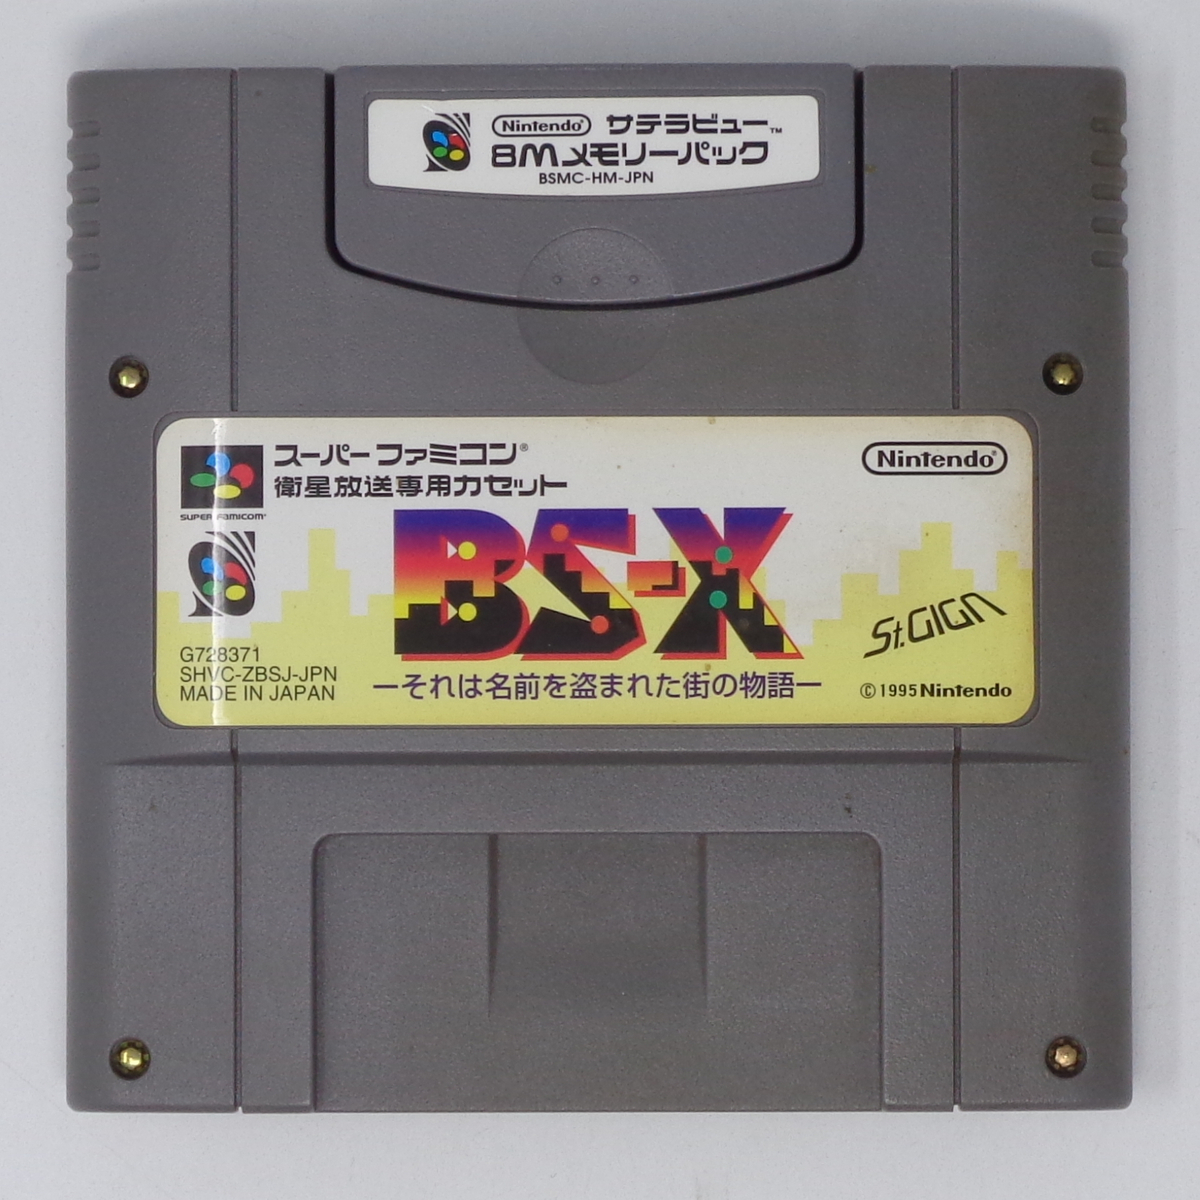 Nintendo® サテラビュー™
8Mメモリーパック
BSMC-HM-JPN
スーパーファミコン®
衛星放送専用カセット
Nintendo®
SUPER FAMICOM®
BS-X
St.GIGA
G728371
SHVC-ZBSJ-JPN
MADE IN JAPAN
ーそれは名前を盗まれた街の物語ー
©1995 Nintendo